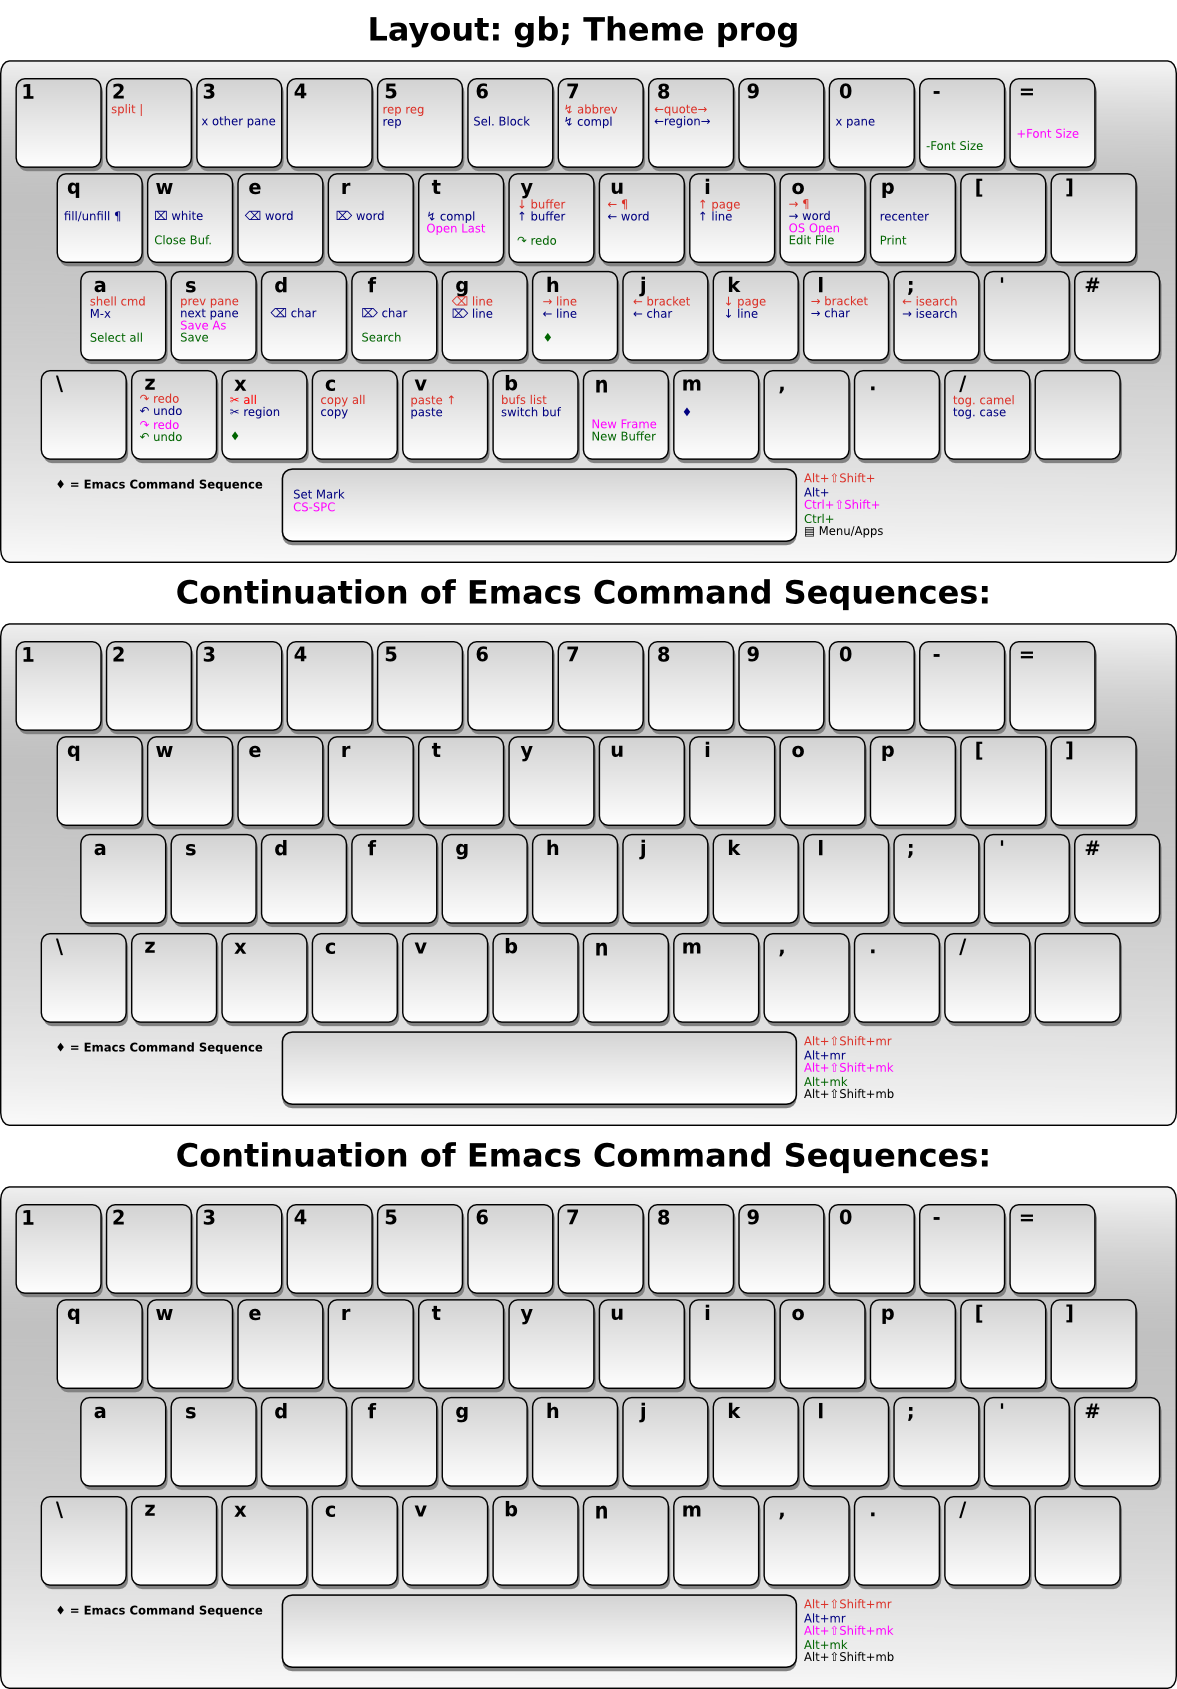 Layout: gb; Theme prog
1 2 3 4 5 6 7 8 9 0 - =
split | rep reg ↯ abbrev ←quote→
x other pane rep Sel. Block ↯ compl ←region→ x pane
+Font Size
-Font Size
q w e r t y u i o p [ ]
↓ buffer ← ¶ ↑ page → ¶
fill/unfill ¶ ⌧ white ⌫ word ⌦ word ↯ compl ↑ buffer ← word ↑ line → word recenter
Open Last OS Open
Close Buf. ↷ redo Edit File Print
a s d f g h j k l ; ' #
shell cmd prev pane ⌫ line → line ← bracket ↓ page → bracket ← isearch
M-x next pane ⌫ char ⌦ char ⌦ line ← line ← char ↓ line → char → isearch
Save As
Select all Save Search ♦
\ z x c v b n m , . /
↷ redo ✂ all copy all paste ↑ bufs list tog. camel
↶ undo ✂ region copy paste switch buf ♦ tog. case
↷ redo New Frame
↶ undo ♦ New Buffer
♦ = Emacs Command Sequence
Set Mark
CS-SPC
Alt+⇧Shift+
Alt+
Ctrl+⇧Shift+
Ctrl+
▤ Menu/Apps
Continuation of Emacs Command Sequences:
1 2 3 4 5 6 7 8 9 0 - =
q w e r t y u i o p [ ]
a s d f g h j k l ; ' #
\ z x c v b n m , . /
♦ = Emacs Command Sequence
Alt+⇧Shift+mr
Alt+mr
Alt+⇧Shift+mk
Alt+mk
Alt+⇧Shift+mb
Continuation of Emacs Command Sequences:
1 2 3 4 5 6 7 8 9 0 - =
q w e r t y u i o p [ ]
a s d f g h j k l ; ' #
\ z x c v b n m , . /
♦ = Emacs Command Sequence
Alt+⇧Shift+mr
Alt+mr
Alt+⇧Shift+mk
Alt+mk
Alt+⇧Shift+mb